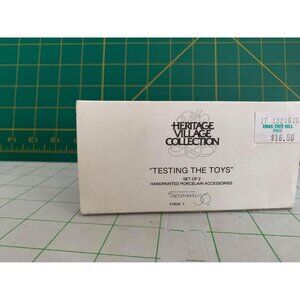 HERITAGE
VILLAGE
COLLECTION
"TESTING THE TOYS"
SET OF 2
HANDPAINTED PORCELAIN ACCESSORIES
Department 56
XMAS TREE HILL
PRICE
$16.50